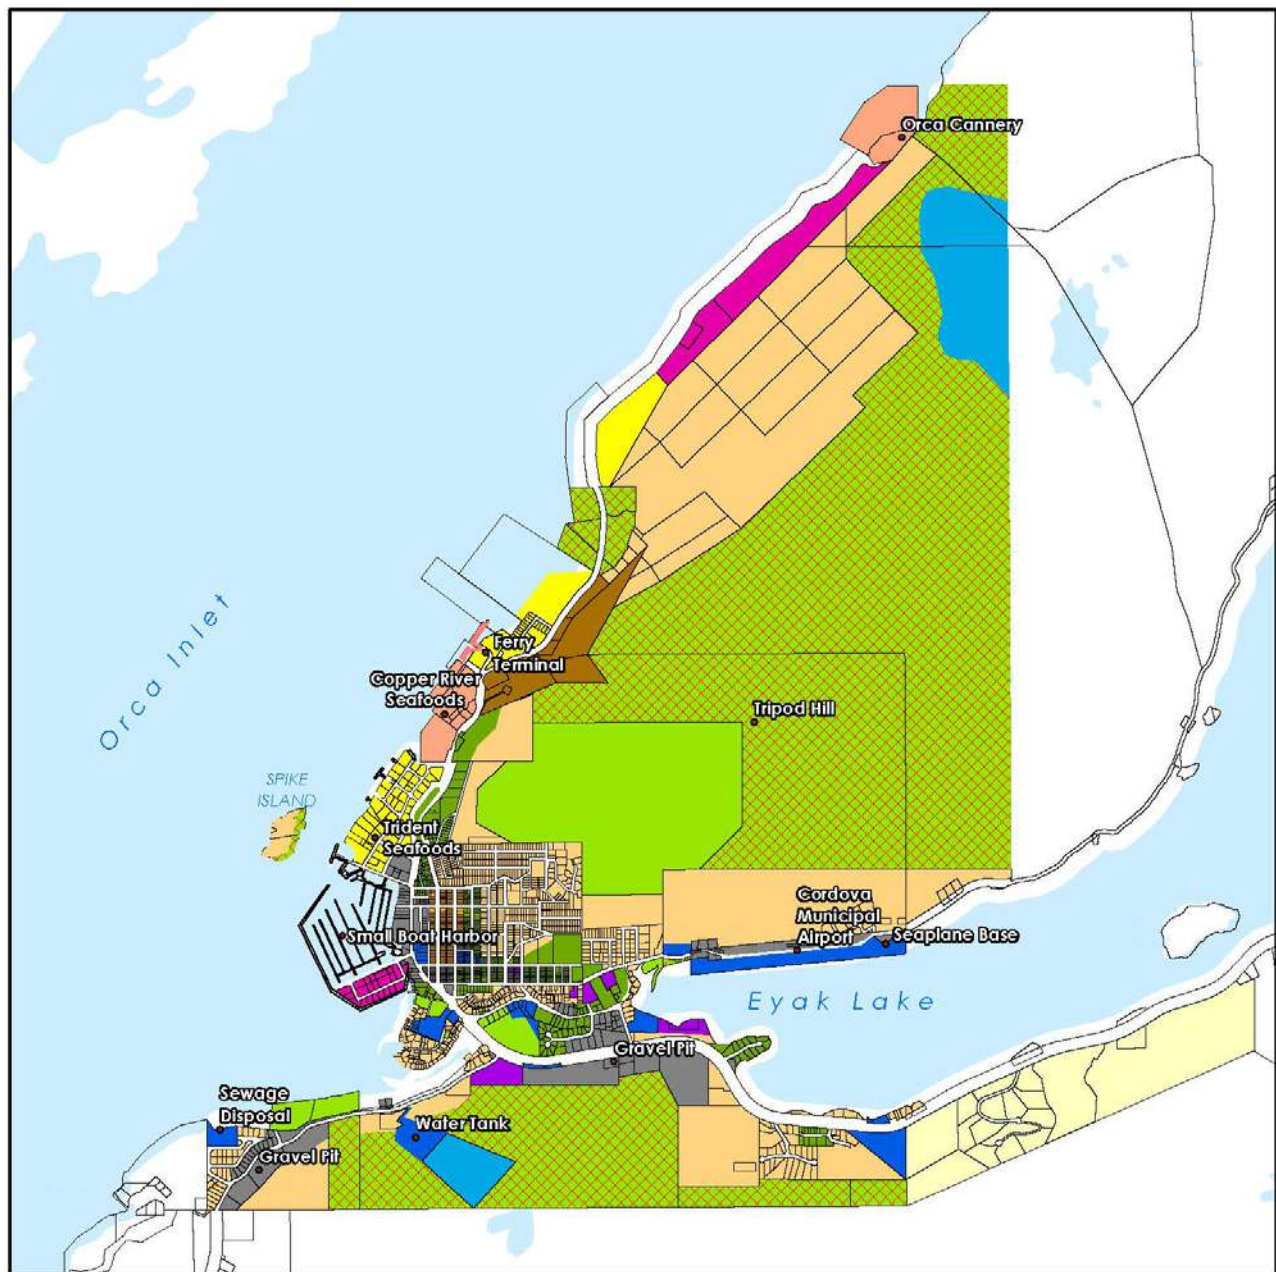 Orca Cannery
Orca Inlet
Ferry
Terminal
Copper River
Seafoods
Tripod Hill
SPIKE
ISLAND
Trident
Seafoods
Cordova
Municipal
Airport
Small Boat Harbor
Seaplane Base
Eyak Lake
Gravel Pit
Sewage
Disposal
Water Tank
Gravel Pit